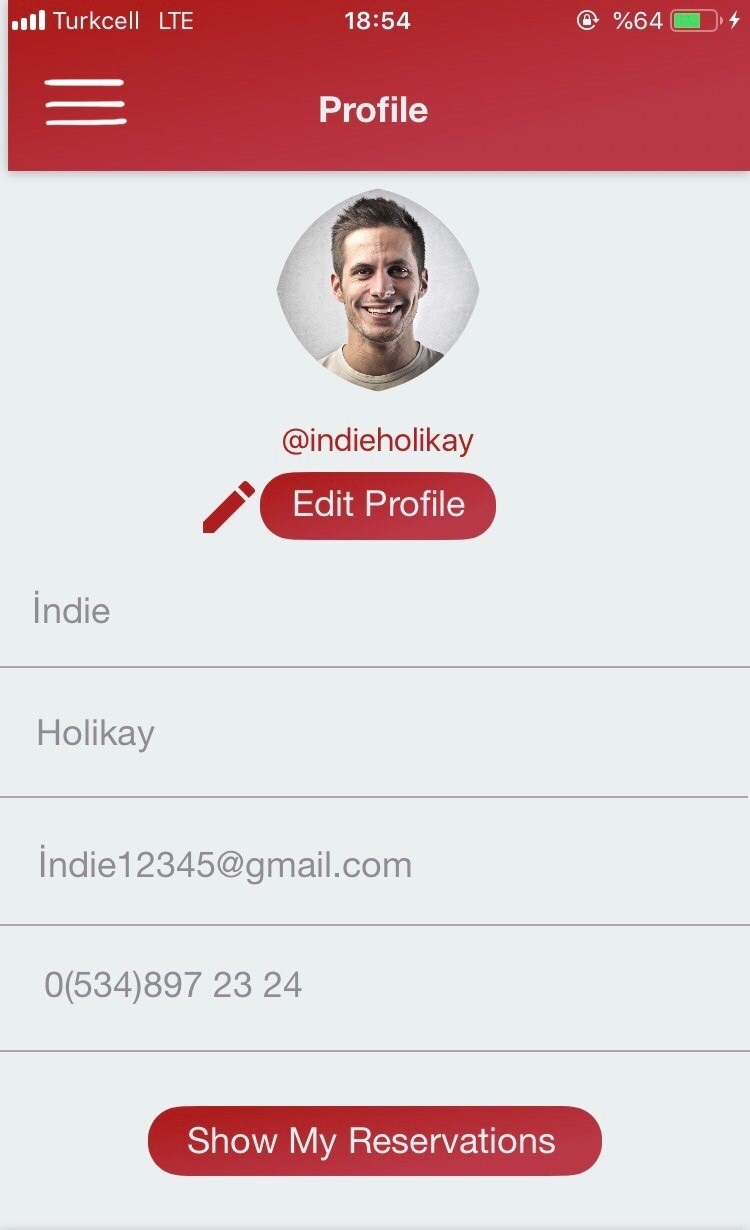 Turkcell LTE 18:54 %64
Profile
@indieholikay
Edit Profile
İndie
Holikay
İndie12345@gmail.com
0(534)897 23 24
Show My Reservations